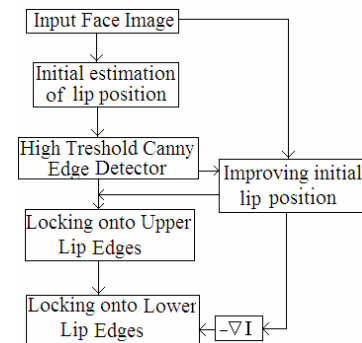 Input Face Image
Initial estimation
of lip position
High Treshold Canny
Edge Detector
Improving initial
lip position
Locking onto Upper
Lip Edges
Locking onto Lower
Lip Edges
−∇I